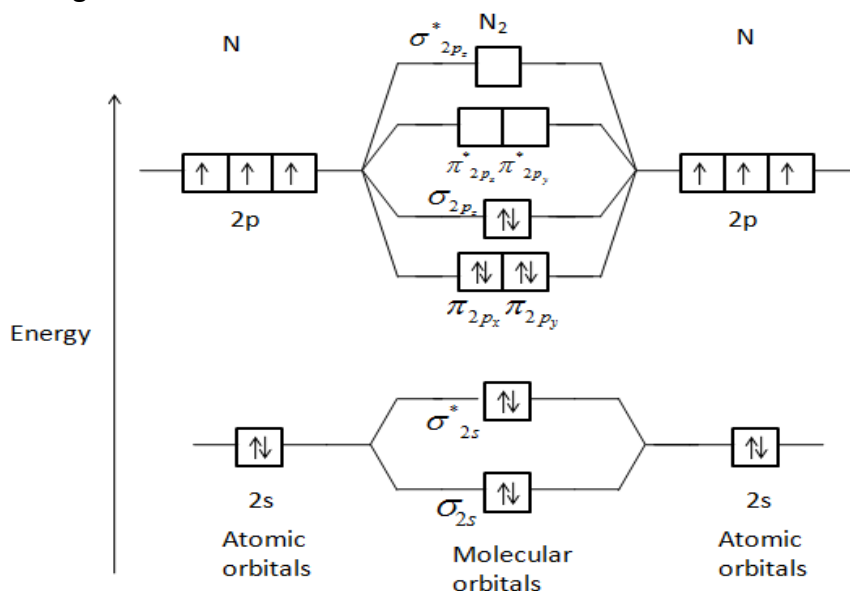 N
N₂
N
σ*₂pz
π*₂pz π*₂py
σ₂pz
2p
2p
π₂px π₂py
Energy
σ*₂s
σ₂s
2s
2s
Atomic
orbitals
Molecular
orbitals
Atomic
orbitals